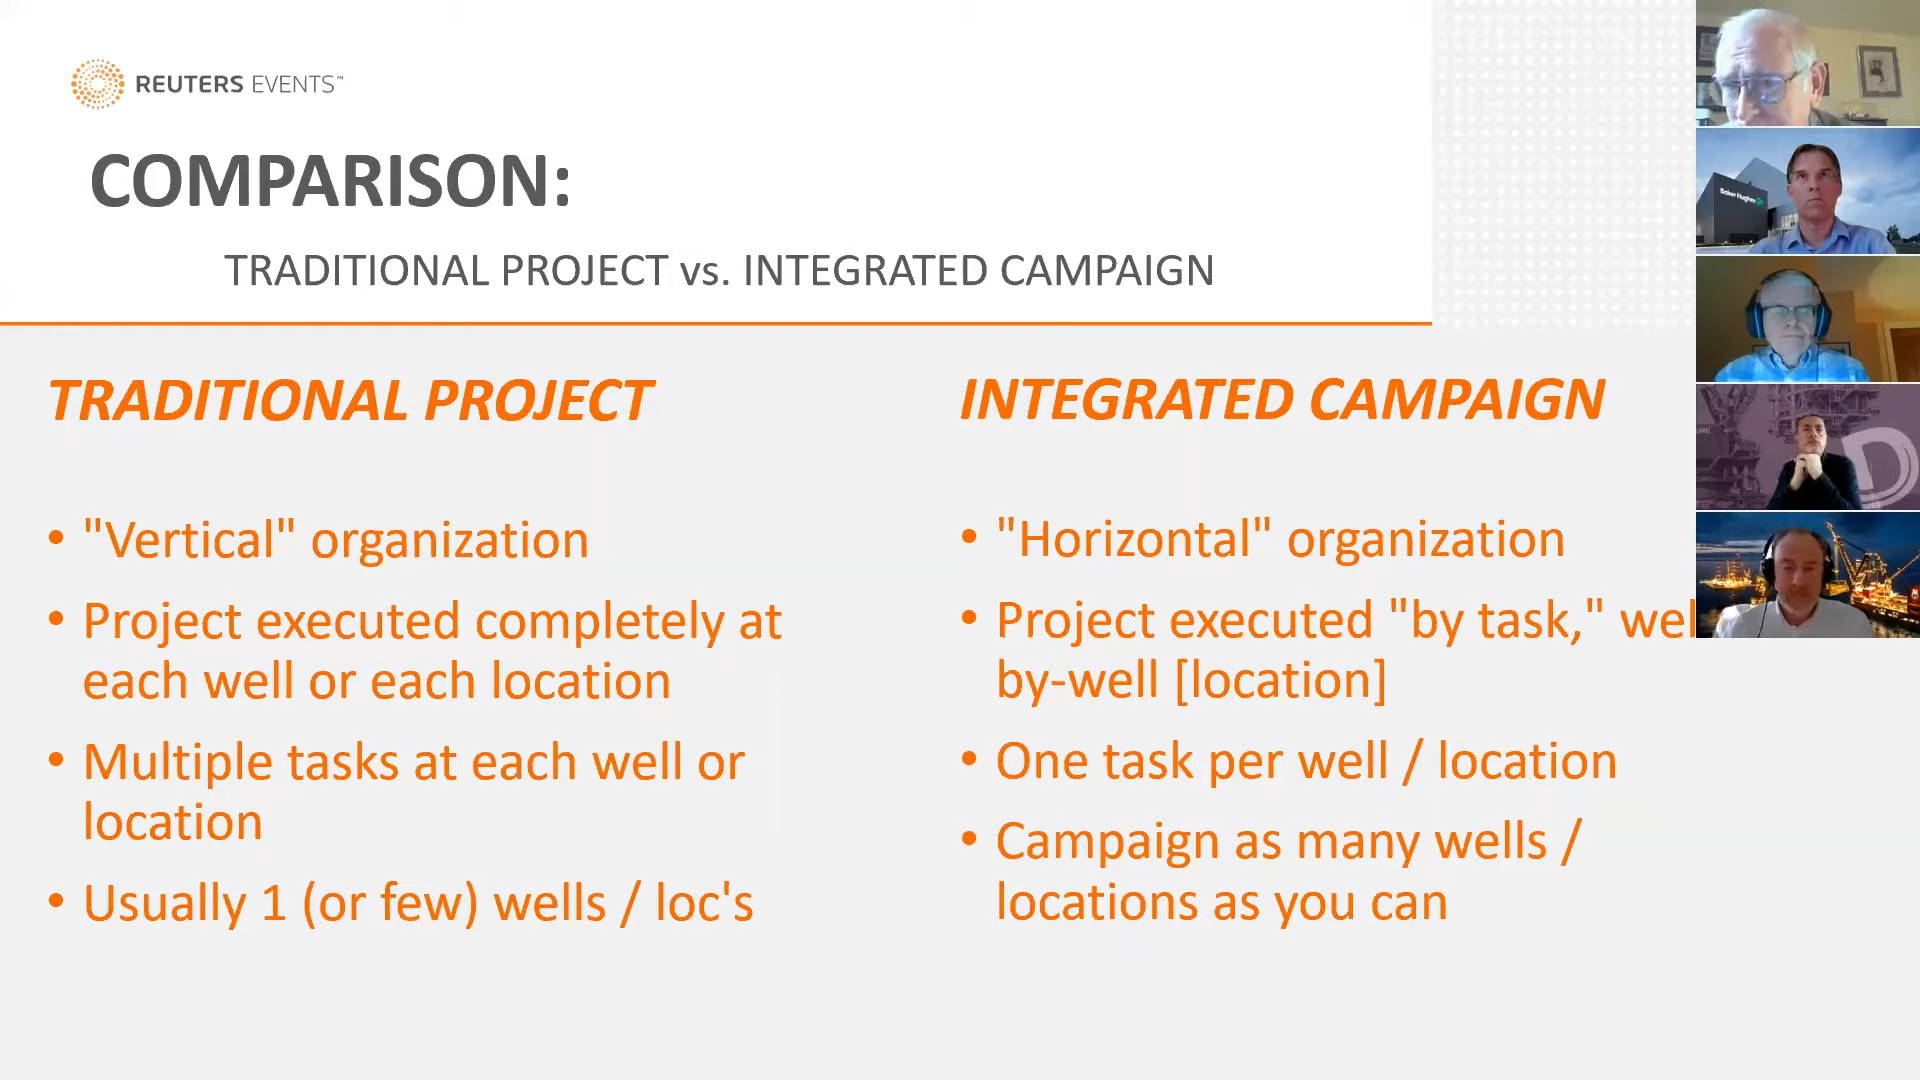 REUTERS EVENTS™
COMPARISON:
TRADITIONAL PROJECT vs. INTEGRATED CAMPAIGN
TRADITIONAL PROJECT
• "Vertical" organization
• Project executed completely at
each well or each location
• Multiple tasks at each well or
location
• Usually 1 (or few) wells / loc's
INTEGRATED CAMPAIGN
• "Horizontal" organization
• Project executed "by task," wel
by-well [location]
• One task per well / location
• Campaign as many wells /
locations as you can
Baker Hughes
D